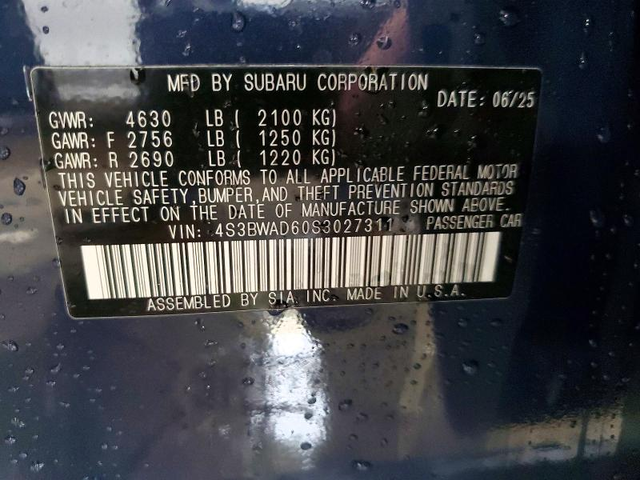 MFD BY SUBARU CORPORATION
DATE: 06/25
GVWR: 4630 LB ( 2100 KG)
GAWR: F 2756 LB ( 1250 KG)
GAWR: R 2690 LB ( 1220 KG)
THIS VEHICLE CONFORMS TO ALL APPLICABLE FEDERAL MOTOR
VEHICLE SAFETY, BUMPER, AND THEFT PREVENTION STANDARDS
IN EFFECT ON THE DATE OF MANUFACTURE SHOWN ABOVE.
VIN: 4S3BWAD60S3027311 PASSENGER CAR
ASSEMBLED BY SIA, INC. MADE IN U.S.A.